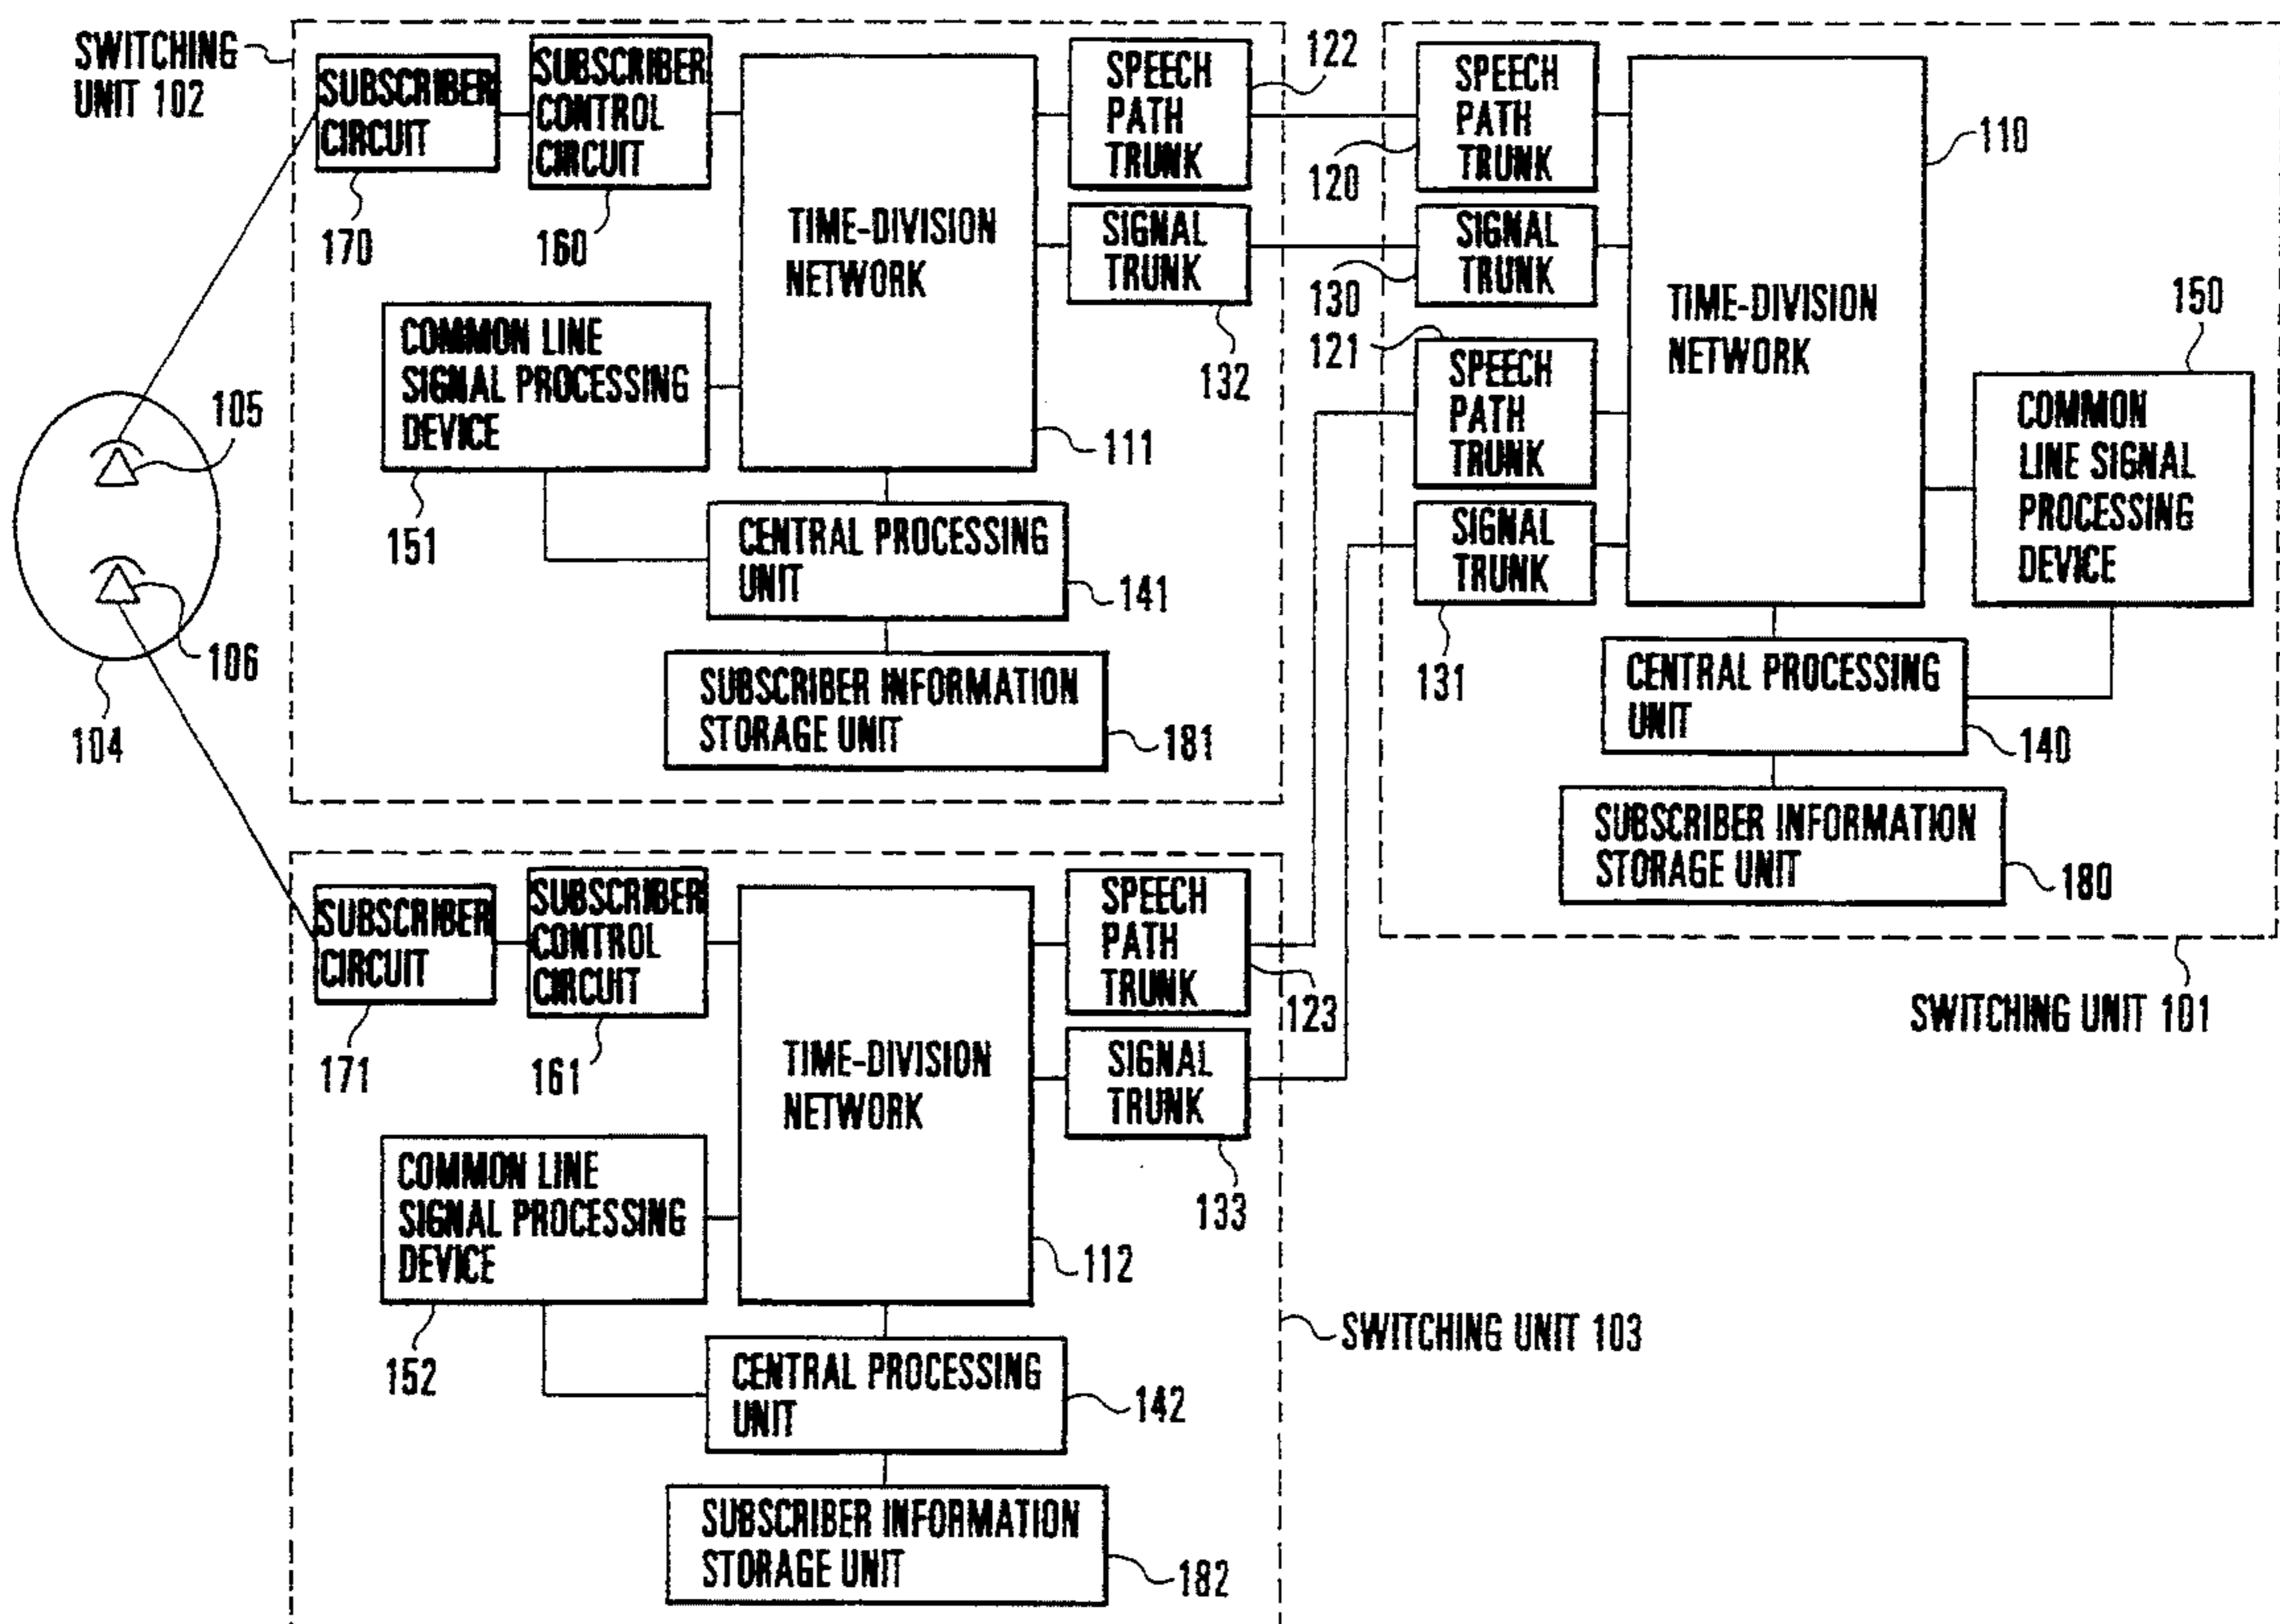 SWITCHING
UNIT 102
SUBSCRIBER
CIRCUIT
170
SUBSCRIBER
CONTROL
CIRCUIT
160
TIME-DIVISION
NETWORK
111
SPEECH
PATH
TRUNK
122
SIGNAL
TRUNK
132
COMMON LINE
SIGNAL PROCESSING
DEVICE
151
CENTRAL PROCESSING
UNIT
141
SUBSCRIBER INFORMATION
STORAGE UNIT
181
105
106
104
SPEECH
PATH
TRUNK
120
SIGNAL
TRUNK
130
121
SPEECH
PATH
TRUNK
SIGNAL
TRUNK
131
TIME-DIVISION
NETWORK
110
150
COMMON
LINE SIGNAL
PROCESSING
DEVICE
CENTRAL PROCESSING
UNIT
140
SUBSCRIBER INFORMATION
STORAGE UNIT
180
SWITCHING UNIT 101
SUBSCRIBER
CIRCUIT
171
SUBSCRIBER
CONTROL
CIRCUIT
161
TIME-DIVISION
NETWORK
112
SPEECH
PATH
TRUNK
123
SIGNAL
TRUNK
133
COMMON LINE
SIGNAL PROCESSING
DEVICE
152
CENTRAL PROCESSING
UNIT
142
SUBSCRIBER INFORMATION
STORAGE UNIT
182
SWITCHING UNIT 103